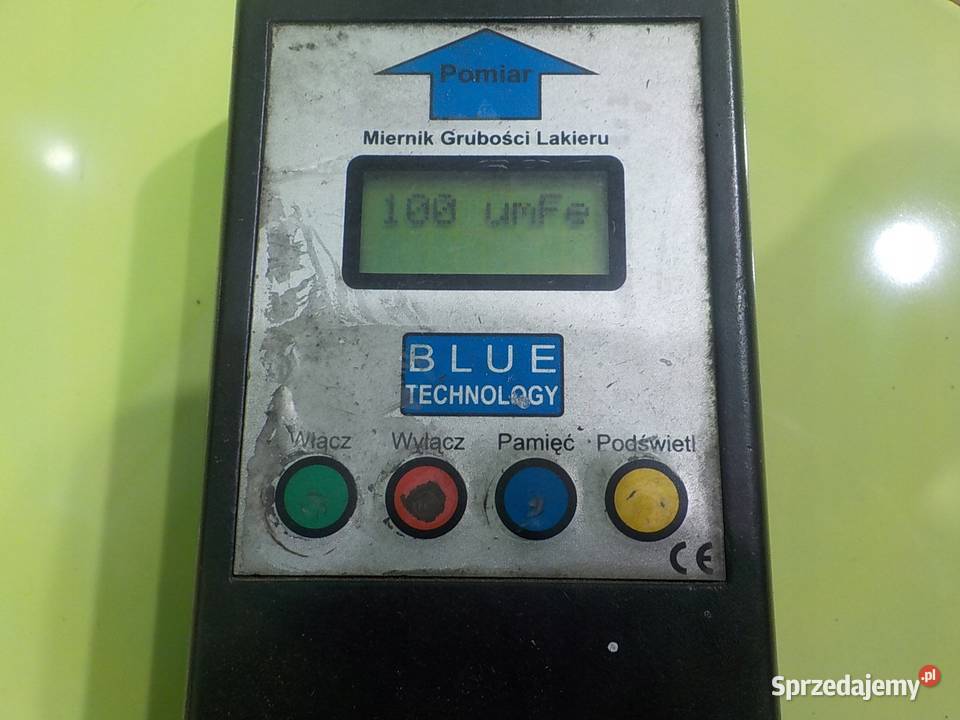 Pomiar
Miernik Grubości Lakieru
100 umFe
BLUE
TECHNOLOGY
Włącz Wyłącz Pamięć Podświetl
CE
Sprzedajemy.pl